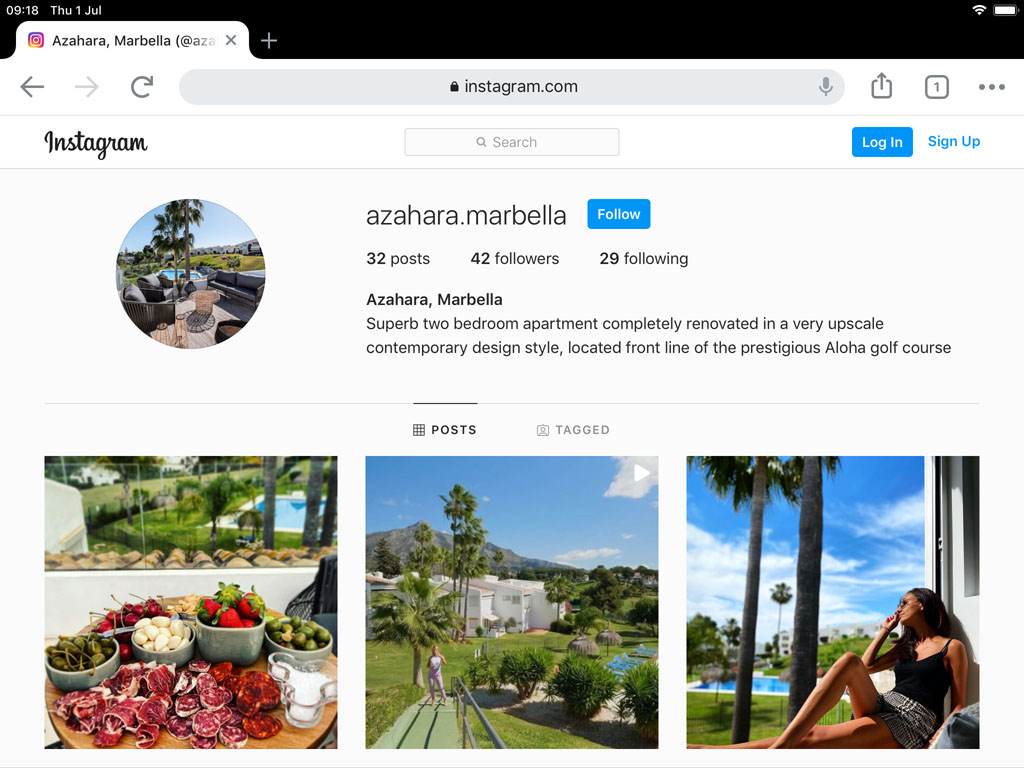 09:18 Thu 1 Jul
Azahara, Marbella (@aza
instagram.com
1
Instagram
Search
Log In
Sign Up
azahara.marbella
Follow
32 posts
42 followers
29 following
Azahara, Marbella
Superb two bedroom apartment completely renovated in a very upscale
contemporary design style, located front line of the prestigious Aloha golf course
POSTS
TAGGED